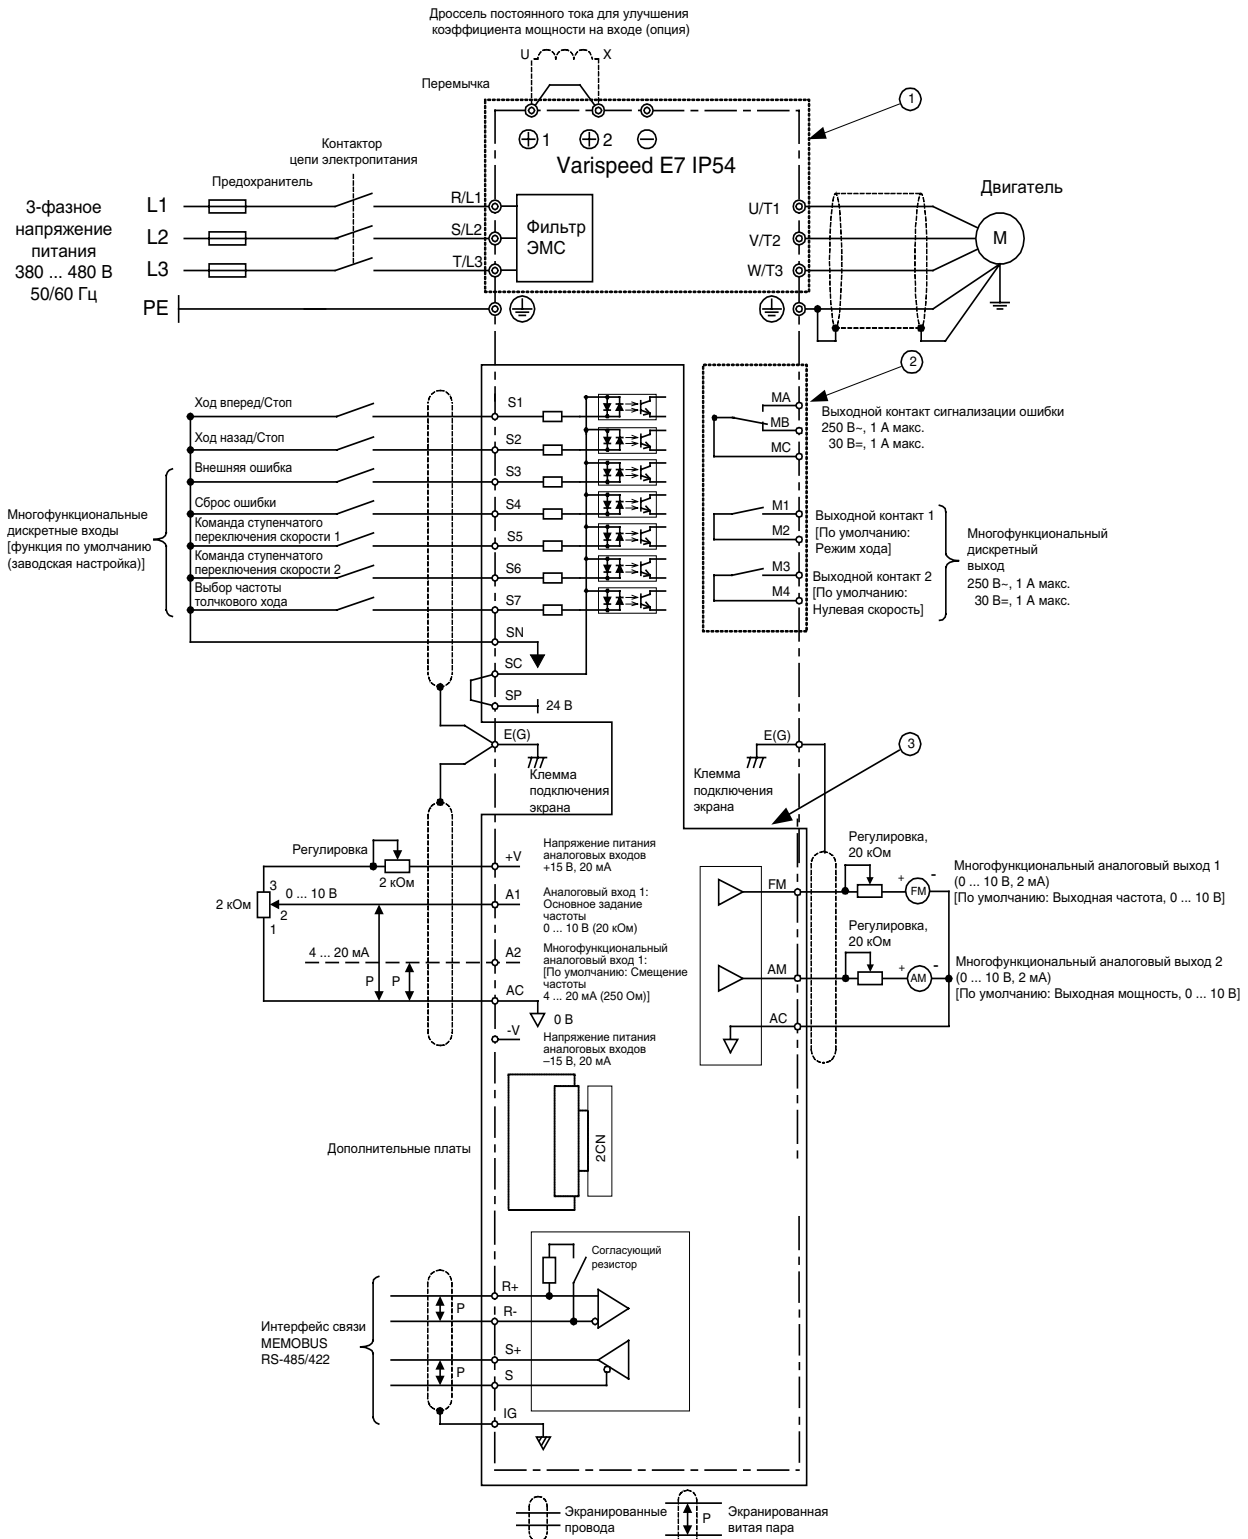 Дроссель постоянного тока для улучшения
коэффициента мощности на входе (опция)
U
X
Перемычка
1
1
2
Varispeed E7 IP54
Контактор
цепи электропитания
Предохранитель
3-фазное
напряжение
питания
380 ... 480 В
50/60 Гц
L1
L2
L3
PE
R/L1
S/L2
T/L3
Фильтр
ЭМС
U/T1
V/T2
W/T3
Двигатель
M
2
Ход вперед/Стоп
Ход назад/Стоп
Внешняя ошибка
Сброс ошибки
Команда ступенчатого
переключения скорости 1
Команда ступенчатого
переключения скорости 2
Выбор частоты
толчкового хода
Многофункциональные
дискретные входы
[функция по умолчанию
(заводская настройка)]
S1
S2
S3
S4
S5
S6
S7
SN
SC
SP
24 В
E(G)
Клемма
подключения
экрана
MA
MB
MC
Выходной контакт сигнализации ошибки
250 В~, 1 А макс.
30 В=, 1 А макс.
M1
M2
Выходной контакт 1
[По умолчанию:
Режим хода]
M3
M4
Выходной контакт 2
[По умолчанию:
Нулевая скорость]
Многофункциональный
дискретный
выход
250 В~, 1 А макс.
30 В=, 1 А макс.
E(G)
Клемма
подключения
экрана
3
Регулировка
2 кОм
2 кОм
3
0 ... 10 В
2
1
4 ... 20 мА
P
P
+V
Напряжение питания
аналоговых входов
+15 В, 20 мА
A1
Аналоговый вход 1:
Основное задание
частоты
0 ... 10 В (20 кОм)
A2
Многофункциональный
аналоговый вход 1:
[По умолчанию: Смещение
частоты
4 ... 20 мА (250 Ом)]
AC
0 В
-V
Напряжение питания
аналоговых входов
–15 В, 20 мА
FM
Регулировка,
20 кОм
+
FM
-
Многофункциональный аналоговый выход 1
(0 ... 10 В, 2 мА)
[По умолчанию: Выходная частота, 0 ... 10 В]
AM
Регулировка,
20 кОм
+
AM
-
Многофункциональный аналоговый выход 2
(0 ... 10 В, 2 мА)
[По умолчанию: Выходная мощность, 0 ... 10 В]
AC
Дополнительные платы
2CN
Согласующий
резистор
Интерфейс связи
MEMOBUS
RS-485/422
R+
P
R-
S+
P
S
IG
Экранированные
провода
P
Экранированная
витая пара